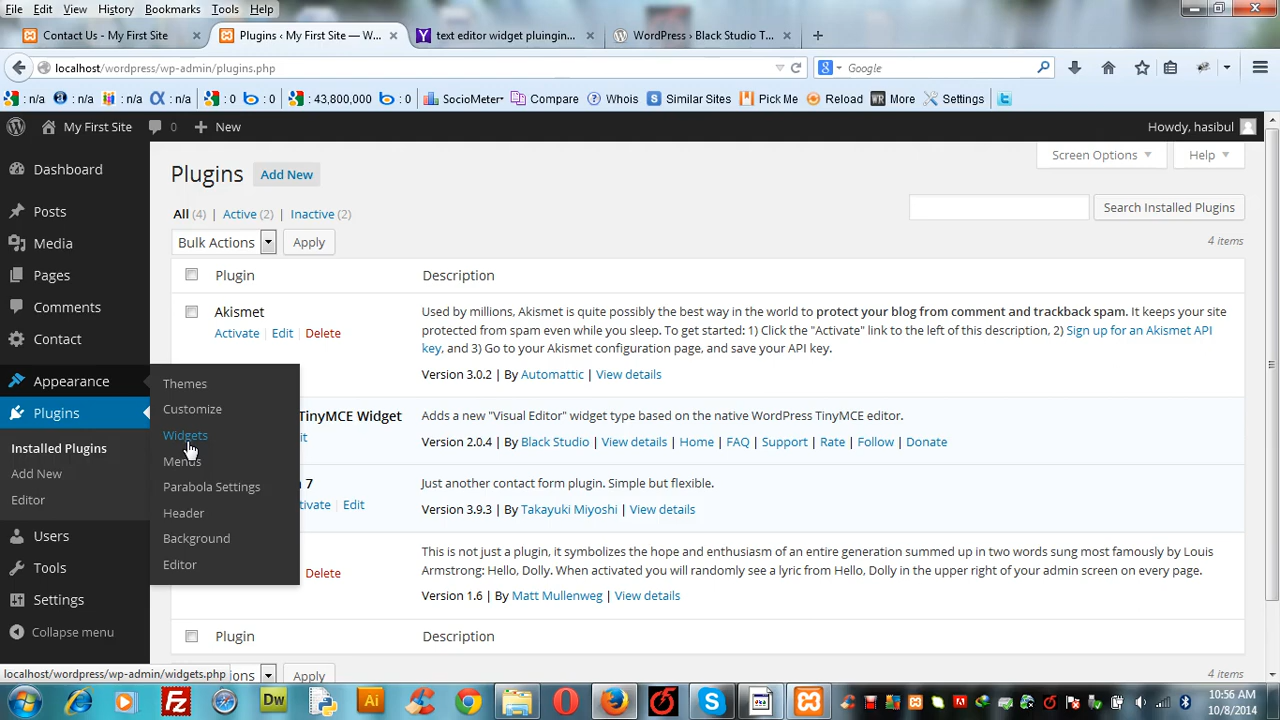 File Edit View History Bookmarks Tools Help
Contact Us - My First Site × Plugins ‹ My First Site — W... × text editor widget pluinging... × WordPress › Black Studio T... × +
localhost/wordpress/wp-admin/plugins.php Google
: n/a : n/a : n/a : n/a : 0 : 0 : 43,800,000 : 0 SocioMeter Compare Whois Similar Sites Pick Me Reload More Settings
My First Site 0 New Howdy, hasibul
Dashboard
Posts
Media
Pages
Comments
Contact
Appearance
Plugins
Installed Plugins
Add New
Editor
Users
Tools
Settings
Collapse menu
Themes
Customize
Widgets
Menus
Parabola Settings
Header
Background
Editor
Screen Options Help
Plugins Add New
All (4) | Active (2) | Inactive (2)
Search Installed Plugins
Bulk Actions Apply
4 items
Plugin Description
Akismet
Activate | Edit | Delete
Used by millions, Akismet is quite possibly the best way in the world to protect your blog from comment and trackback spam. It keeps your site
protected from spam even while you sleep. To get started: 1) Click the "Activate" link to the left of this description, 2) Sign up for an Akismet API
key, and 3) Go to your Akismet configuration page, and save your API key.
Version 3.0.2 | By Automattic | View details
TinyMCE Widget
it
Adds a new "Visual Editor" widget type based on the native WordPress TinyMCE editor.
Version 2.0.4 | By Black Studio | View details | Home | FAQ | Support | Rate | Follow | Donate
7
ivate | Edit
Just another contact form plugin. Simple but flexible.
Version 3.9.3 | By Takayuki Miyoshi | View details
Delete
This is not just a plugin, it symbolizes the hope and enthusiasm of an entire generation summed up in two words sung most famously by Louis
Armstrong: Hello, Dolly. When activated you will randomly see a lyric from Hello, Dolly in the upper right of your admin screen on every page.
Version 1.6 | By Matt Mullenweg | View details
Plugin Description
ions Apply
4 items
localhost/wordpress/wp-admin/widgets.php
Dw Ai
10:56 AM
10/8/2014